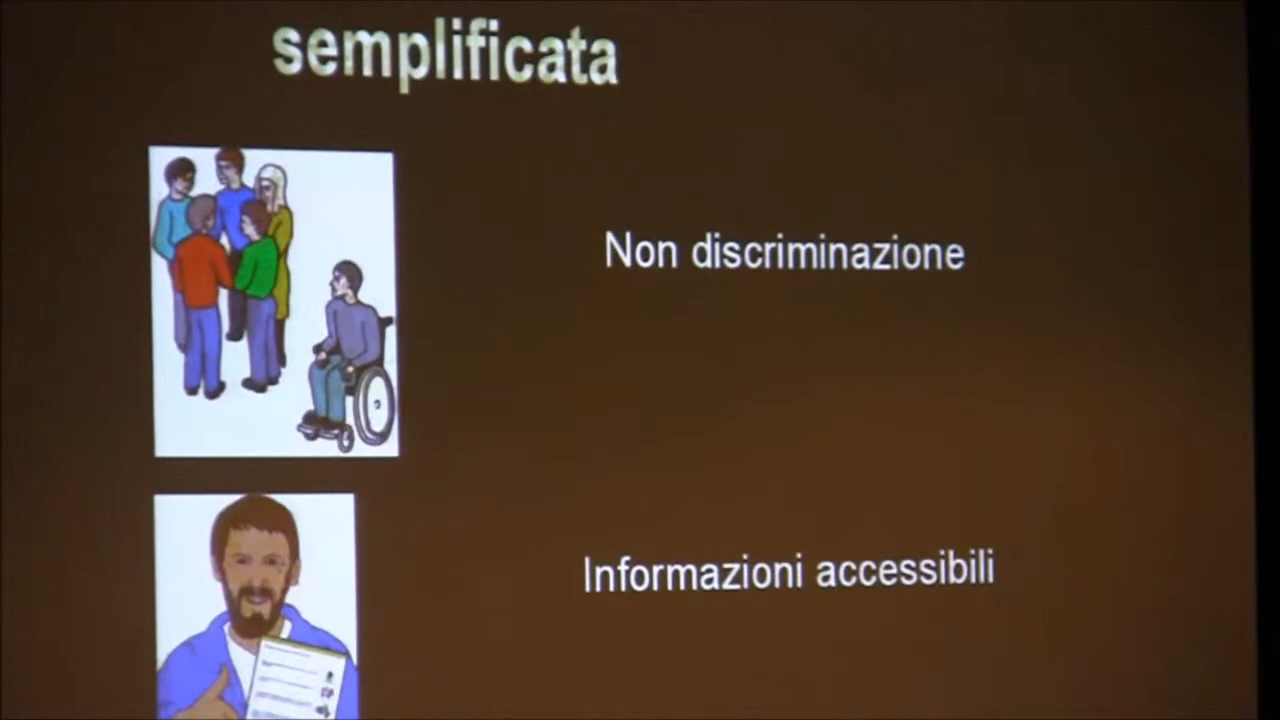 semplificata
Non discriminazione
Informazioni accessibili